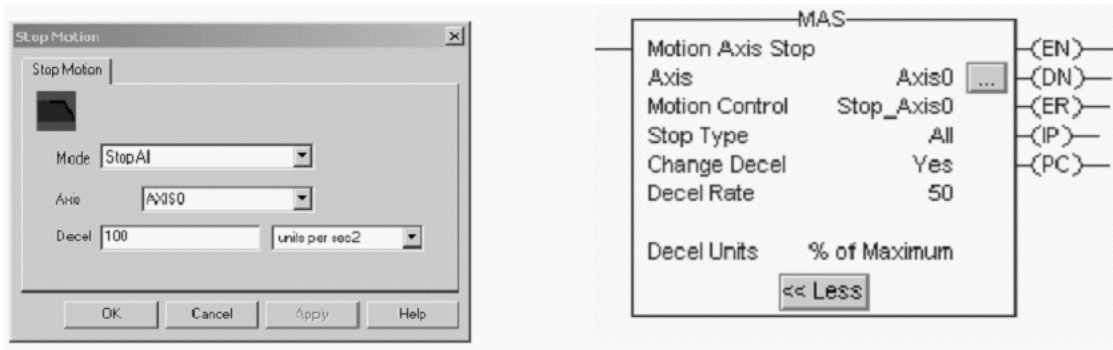 Stop Motion
Stop Motion
Mode Stop All
Axis AXIS0
Decel 100 units per sec2
OK Cancel Apply Help
MAS
Motion Axis Stop
Axis Axis0 ...
Motion Control Stop_Axis0
Stop Type All
Change Decel Yes
Decel Rate 50
Decel Units % of Maximum
<< Less
(EN)
(DN)
(ER)
(IP)
(PC)